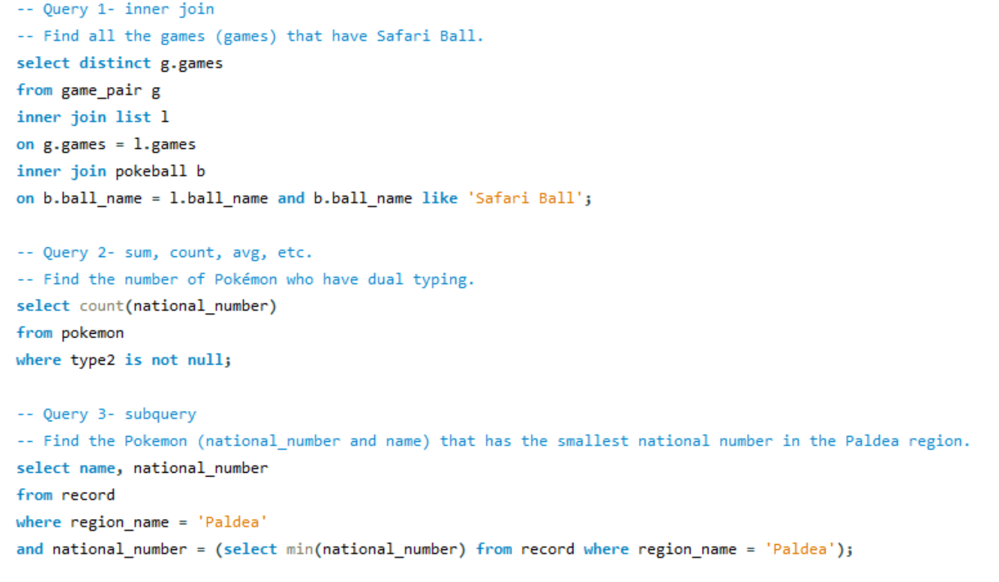 -- Query 1- inner join
-- Find all the games (games) that have Safari Ball.
select distinct g.games
from game_pair g
inner join list l
on g.games = l.games
inner join pokeball b
on b.ball_name = l.ball_name and b.ball_name like 'Safari Ball';
-- Query 2- sum, count, avg, etc.
-- Find the number of Pokémon who have dual typing.
select count(national_number)
from pokemon
where type2 is not null;
-- Query 3- subquery
-- Find the Pokemon (national_number and name) that has the smallest national number in the Paldea region.
select name, national_number
from record
where region_name = 'Paldea'
and national_number = (select min(national_number) from record where region_name = 'Paldea');